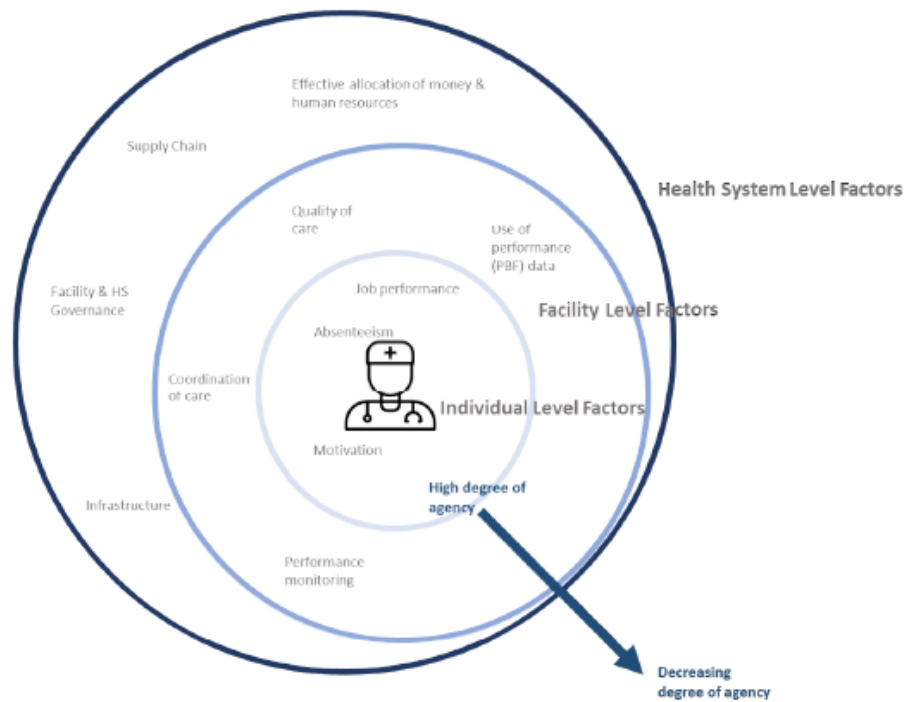 Effective allocation of money &
human resources
Supply Chain
Health System Level Factors
Quality of
care
Use of
performance
(PBF) data
Job performance
Facility & HS
Governance
Facility Level Factors
Absenteeism
Coordination
of care
Individual Level Factors
Motivation
High degree of
agency
Infrastructure
Performance
monitoring
Decreasing
degree of agency